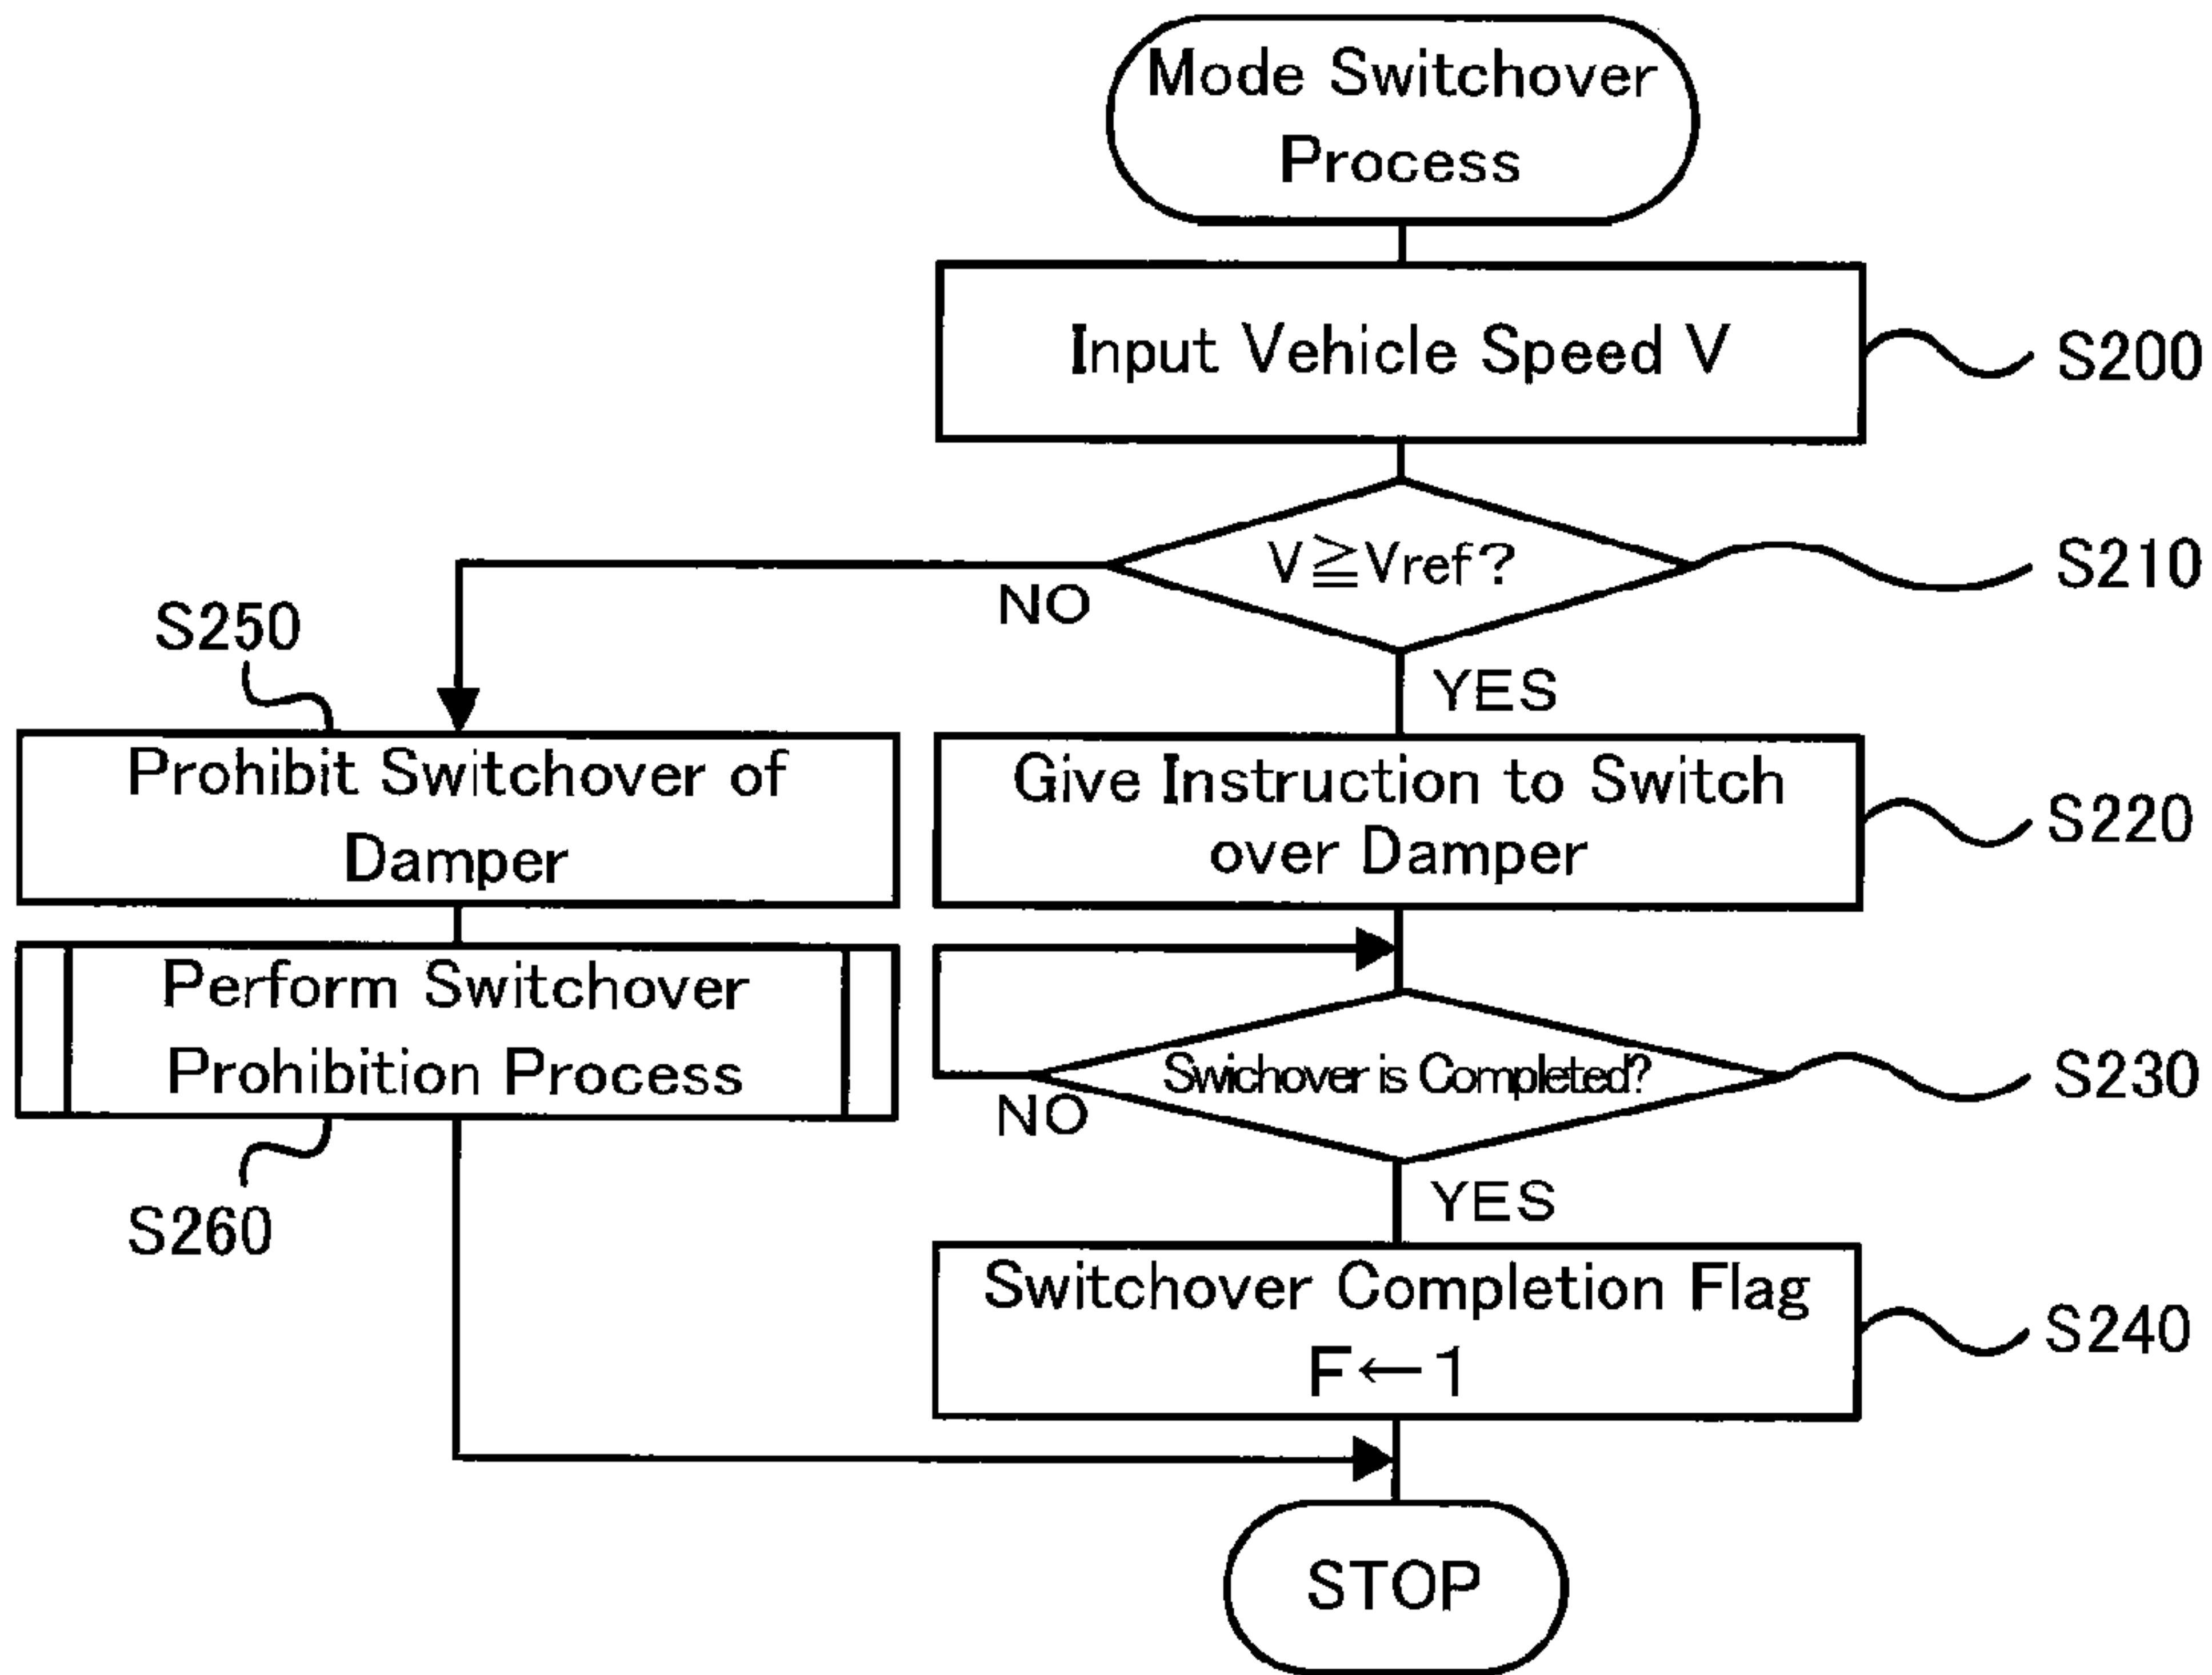 Mode Switchover
Process
Input Vehicle Speed V
S200
V≧Vref?
S210
NO
YES
S250
Prohibit Switchover of
Damper
Give Instruction to Switch
over Damper
S220
Perform Switchover
Prohibition Process
S260
Swichover is Completed?
S230
NO
YES
Switchover Completion Flag
F←1
S240
STOP